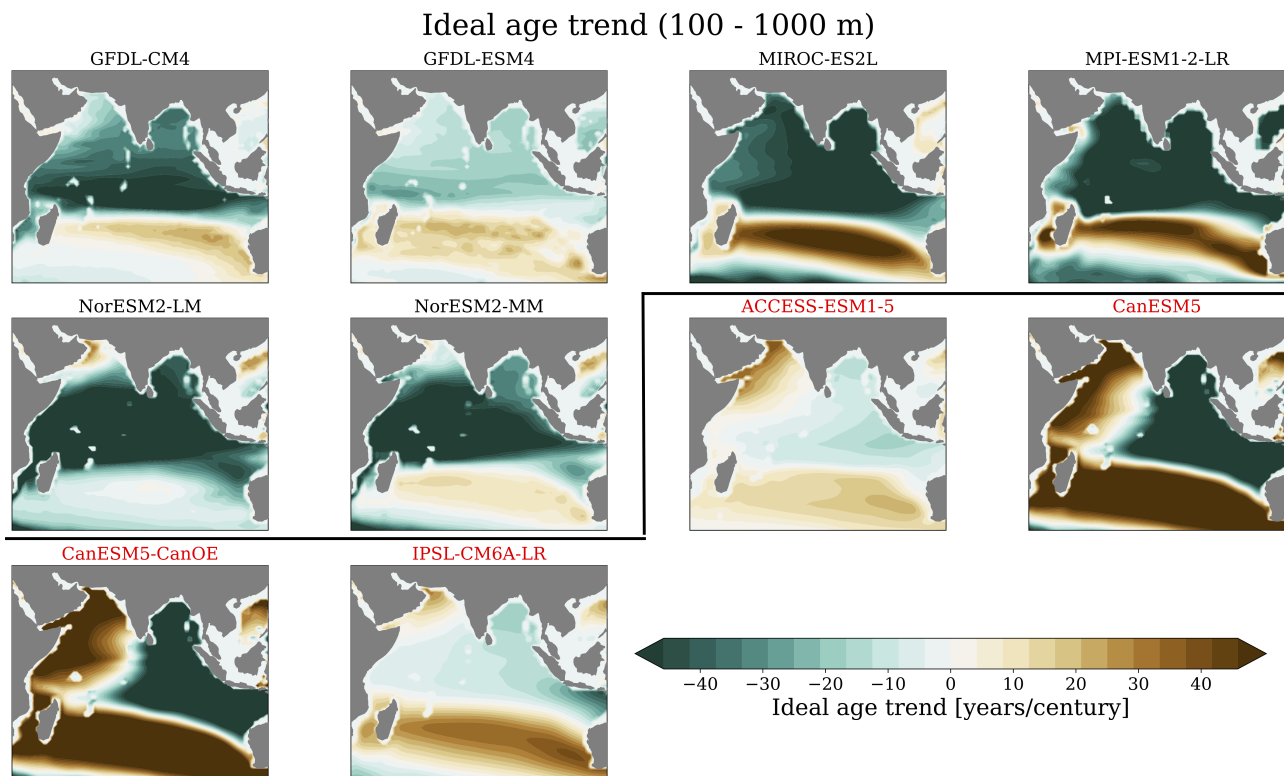 Ideal age trend (100 - 1000 m)
GFDL-CM4
GFDL-ESM4
MIROC-ES2L
MPI-ESM1-2-LR
NorESM2-LM
NorESM2-MM
ACCESS-ESM1-5
CanESM5
CanESM5-CanOE
IPSL-CM6A-LR
−40 −30 −20 −10 0 10 20 30 40
Ideal age trend [years/century]